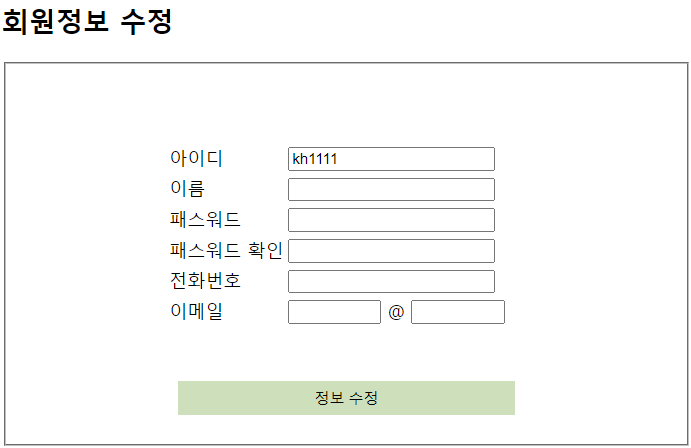 회원정보 수정
아이디 kh1111
이름
패스워드
패스워드 확인
전화번호
이메일 @
정보 수정